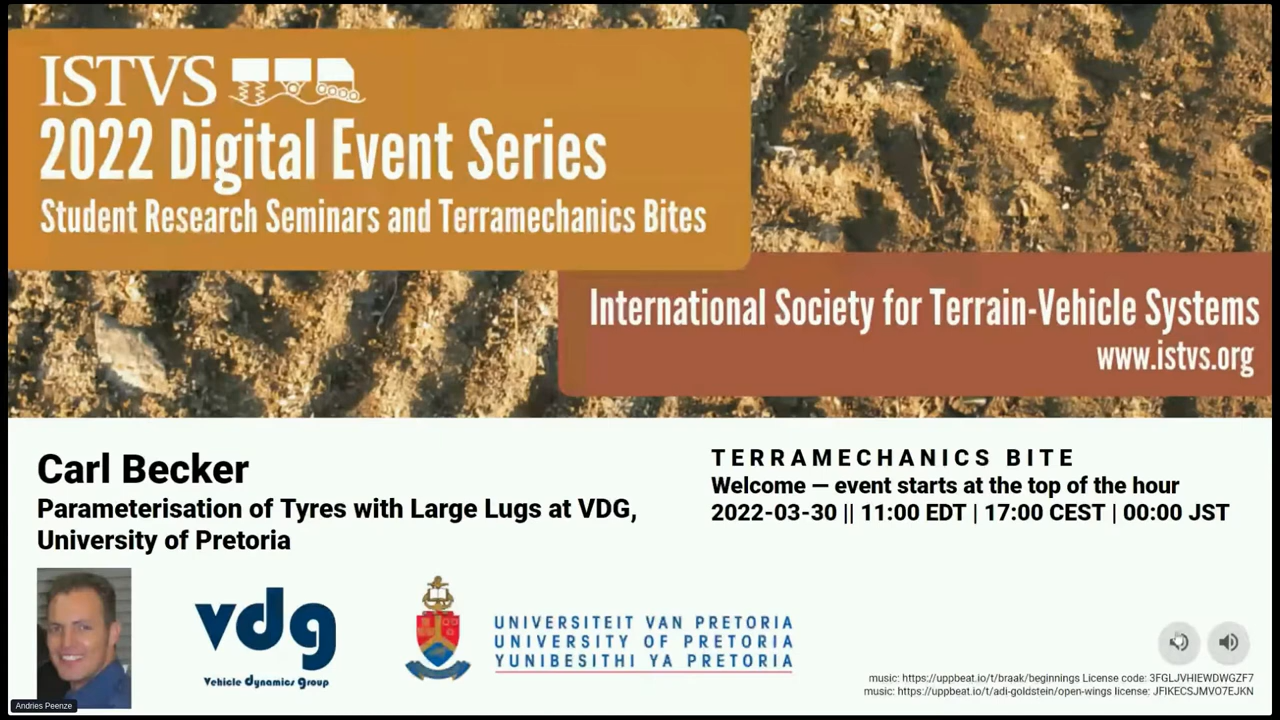 ISTVS
2022 Digital Event Series
Student Research Seminars and Terramechanics Bites
International Society for Terrain-Vehicle Systems
www.istvs.org
Carl Becker
Parameterisation of Tyres with Large Lugs at VDG,
University of Pretoria
TERRAMECHANICS BITE
Welcome — event starts at the top of the hour
2022-03-30 || 11:00 EDT | 17:00 CEST | 00:00 JST
vdg
Vehicle dynamics group
UNIVERSITEIT VAN PRETORIA
UNIVERSITY OF PRETORIA
YUNIBESITHI YA PRETORIA
music: https://uppbeat.io/t/braak/beginnings License code: 3FGLJVHIEWDWGZF7
music: https://uppbeat.io/t/adi-goldstein/open-wings license: JFIKECSJMVO7EJKN
Andries Peenze